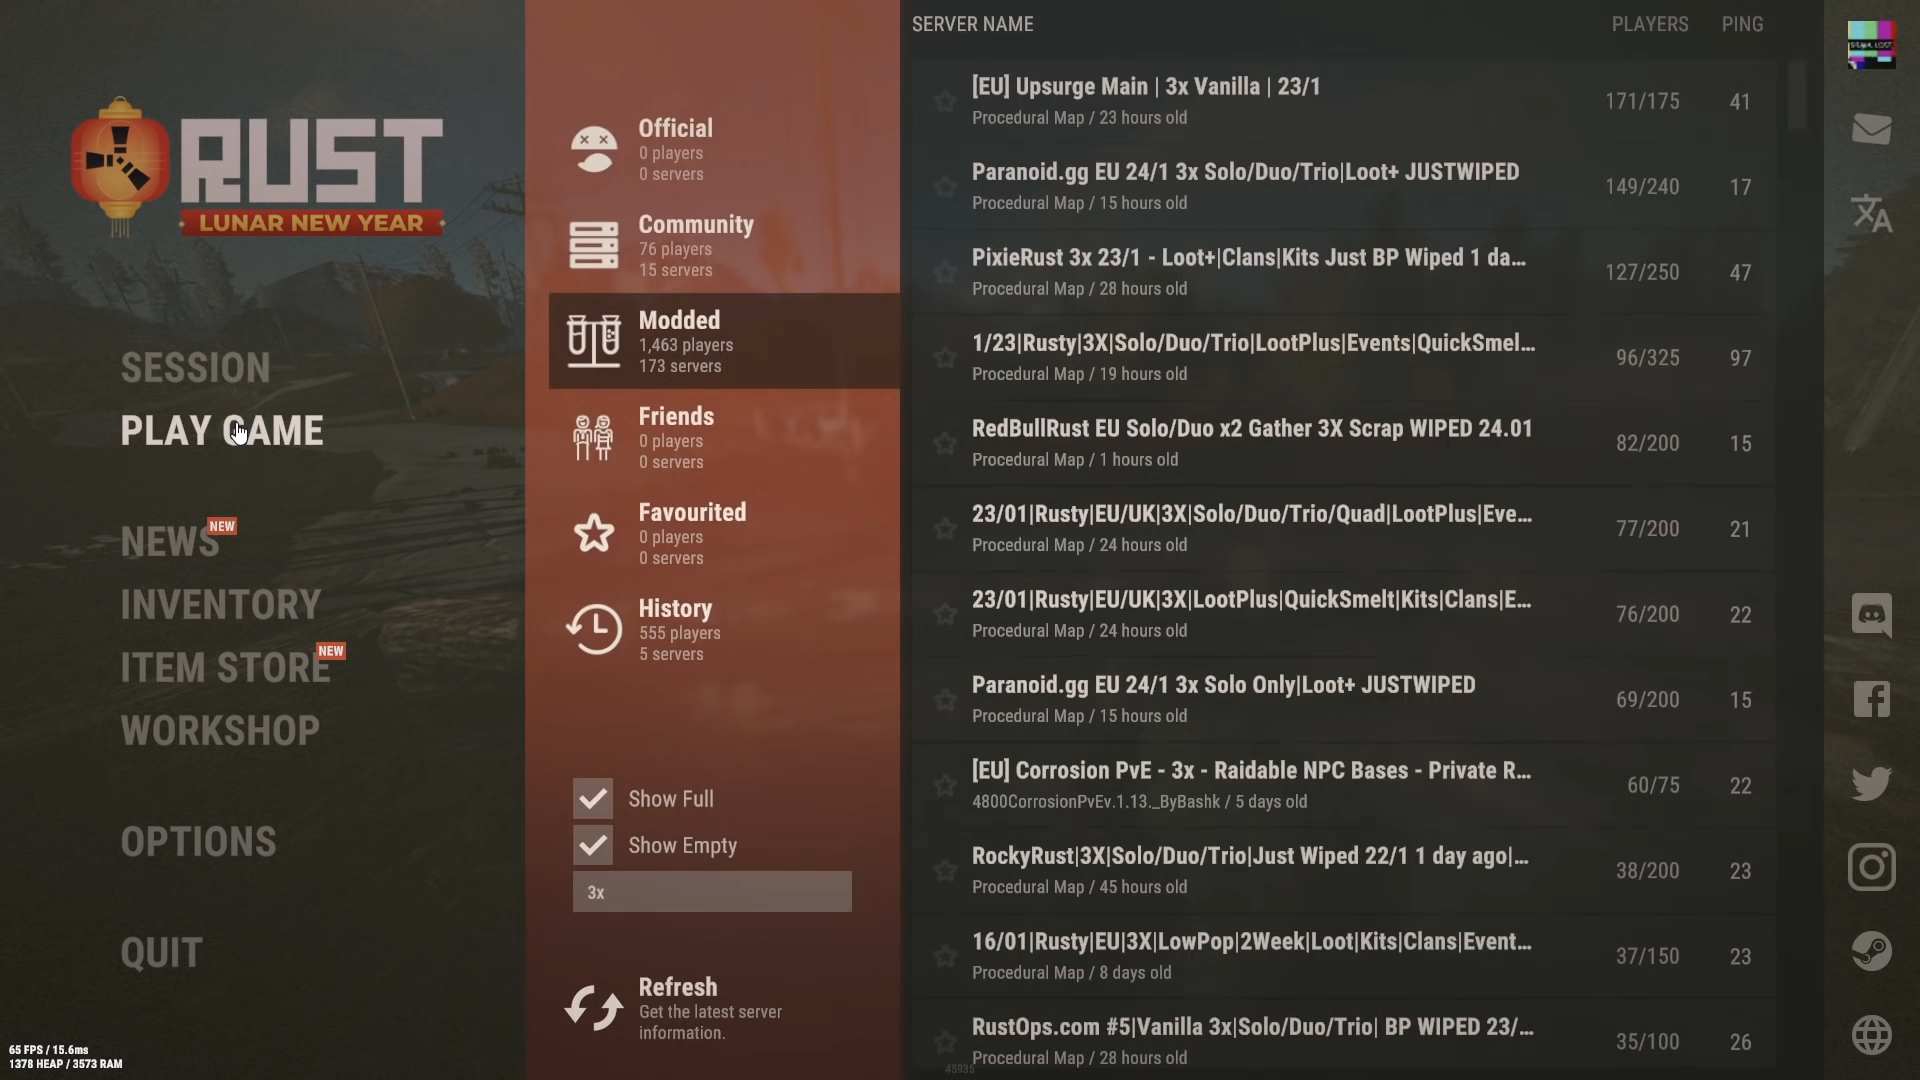 RUST
LUNAR NEW YEAR
SESSION
PLAY GAME
NEWS
NEW
INVENTORY
ITEM STORE
NEW
WORKSHOP
OPTIONS
QUIT
65 FPS / 15.6ms
1378 HEAP / 3573 RAM
Official
0 players
0 servers
Community
76 players
15 servers
Modded
1,463 players
173 servers
Friends
0 players
0 servers
Favourited
0 players
0 servers
History
555 players
5 servers
Show Full
Show Empty
3x
Refresh
Get the latest server
information.
SERVER NAME PLAYERS PING
[EU] Upsurge Main | 3x Vanilla | 23/1 171/175 41
Procedural Map / 23 hours old
Paranoid.gg EU 24/1 3x Solo/Duo/Trio|Loot+ JUSTWIPED 149/240 17
Procedural Map / 15 hours old
PixieRust 3x 23/1 - Loot+|Clans|Kits Just BP Wiped 1 da... 127/250 47
Procedural Map / 28 hours old
1/23|Rusty|3X|Solo/Duo/Trio|LootPlus|Events|QuickSmel... 96/325 97
Procedural Map / 19 hours old
RedBullRust EU Solo/Duo x2 Gather 3X Scrap WIPED 24.01 82/200 15
Procedural Map / 1 hours old
23/01|Rusty|EU/UK|3X|Solo/Duo/Trio/Quad|LootPlus|Eve... 77/200 21
Procedural Map / 24 hours old
23/01|Rusty|EU/UK|3X|LootPlus|QuickSmelt|Kits|Clans|E... 76/200 22
Procedural Map / 24 hours old
Paranoid.gg EU 24/1 3x Solo Only|Loot+ JUSTWIPED 69/200 15
Procedural Map / 15 hours old
[EU] Corrosion PvE - 3x - Raidable NPC Bases - Private R... 60/75 22
4800CorrosionPvEv.1.13._ByBashk / 5 days old
RockyRust|3X|Solo/Duo/Trio|Just Wiped 22/1 1 day ago|... 38/200 23
Procedural Map / 45 hours old
16/01|Rusty|EU|3X|LowPop|2Week|Loot|Kits|Clans|Event... 37/150 23
Procedural Map / 8 days old
RustOps.com #5|Vanilla 3x|Solo/Duo/Trio| BP WIPED 23/... 35/100 26
Procedural Map / 28 hours old